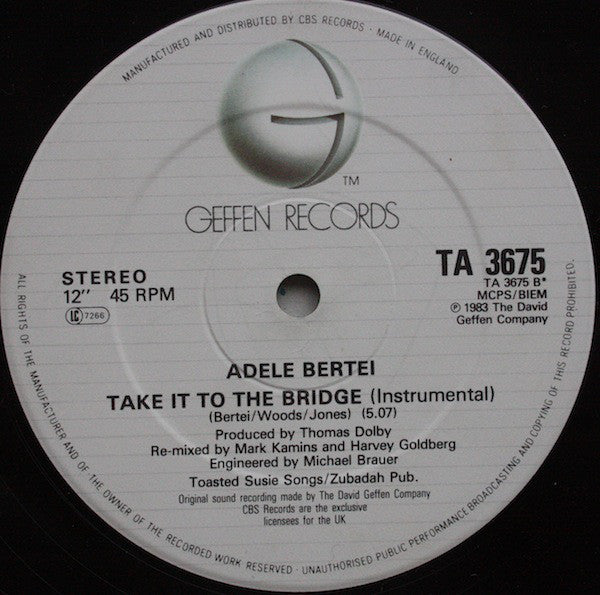 MANUFACTURED AND DISTRIBUTED BY CBS RECORDS · MADE IN ENGLAND
G
TM
GEFFEN RECORDS
STEREO
12" 45 RPM
LC 7266
TA 3675
TA 3675 B*
MCPS/BIEM
℗ 1983 The David
Geffen Company
ADELE BERTEI
TAKE IT TO THE BRIDGE (Instrumental)
(Bertei/Woods/Jones) (5.07)
Produced by Thomas Dolby
Re-mixed by Mark Kamins and Harvey Goldberg
Engineered by Michael Brauer
Toasted Susie Songs/Zubadah Pub.
Original sound recording made by The David Geffen Company
CBS Records are the exclusive
licensees for the UK
ALL RIGHTS OF THE MANUFACTURER AND OF THE OWNER OF THE RECORDED WORK RESERVED · UNAUTHORISED PUBLIC PERFORMANCE BROADCASTING AND COPYING OF THIS RECORD PROHIBITED.